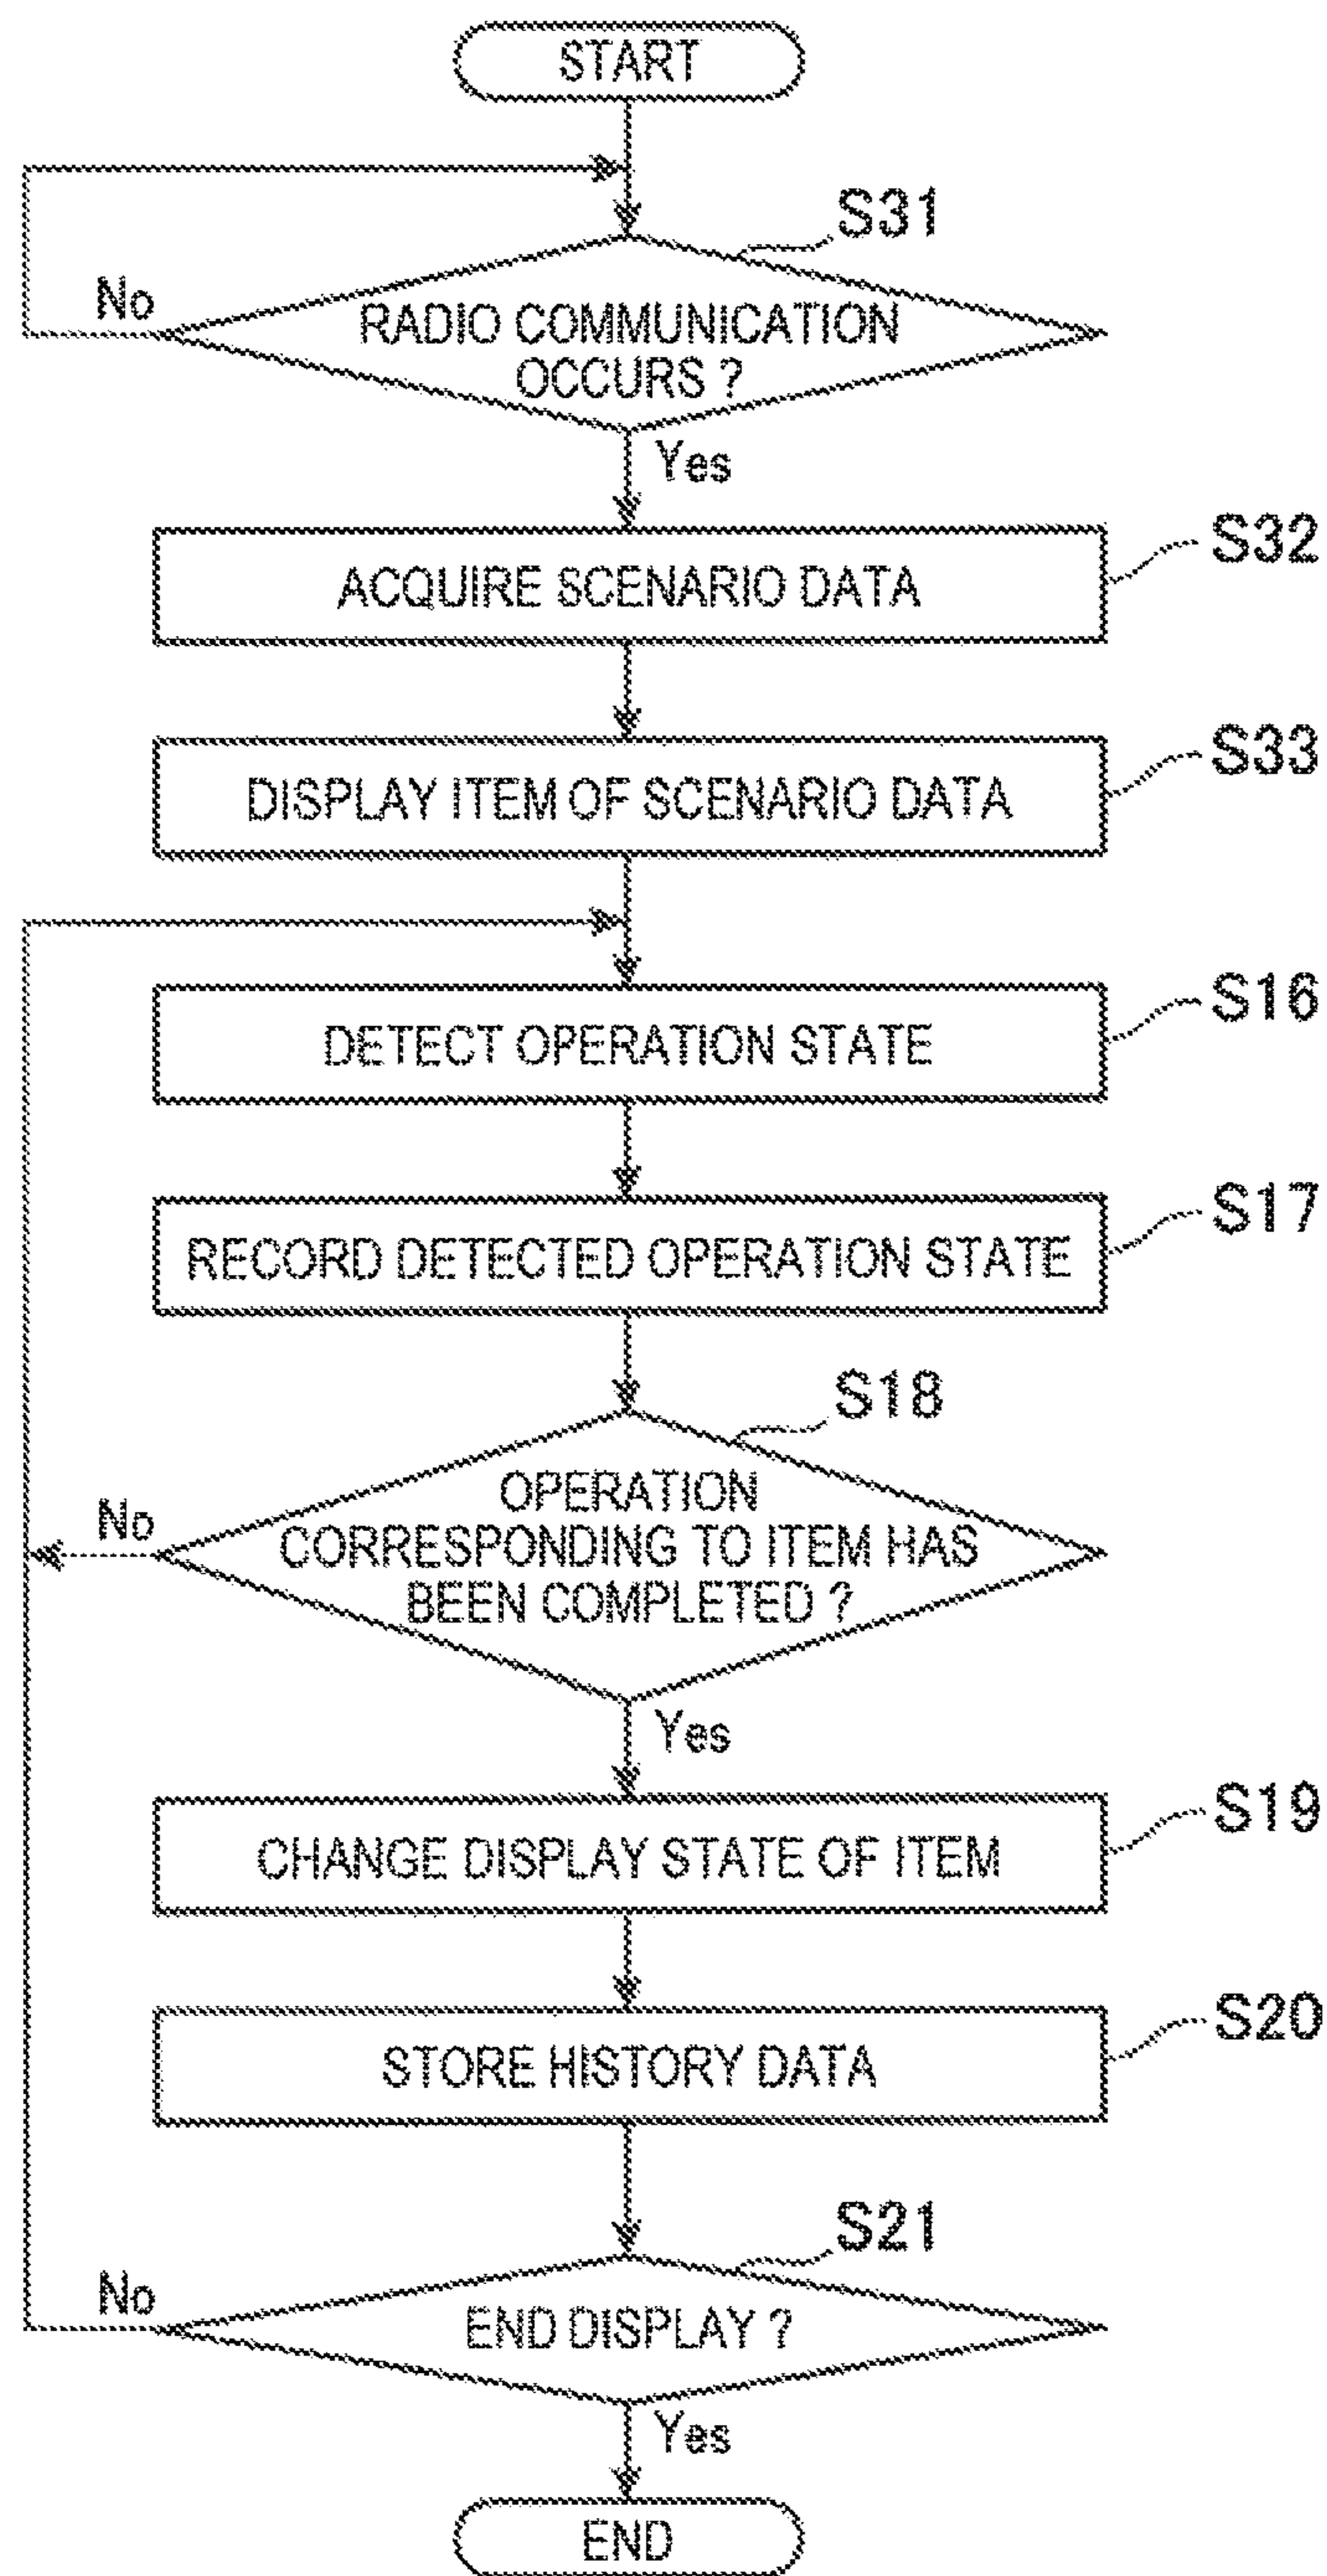 START
S31
No
RADIO COMMUNICATION
OCCURS ?
Yes
S32
ACQUIRE SCENARIO DATA
S33
DISPLAY ITEM OF SCENARIO DATA
S16
DETECT OPERATION STATE
S17
RECORD DETECTED OPERATION STATE
S18
No
OPERATION
CORRESPONDING TO ITEM HAS
BEEN COMPLETED ?
Yes
S19
CHANGE DISPLAY STATE OF ITEM
S20
STORE HISTORY DATA
S21
No
END DISPLAY ?
Yes
END